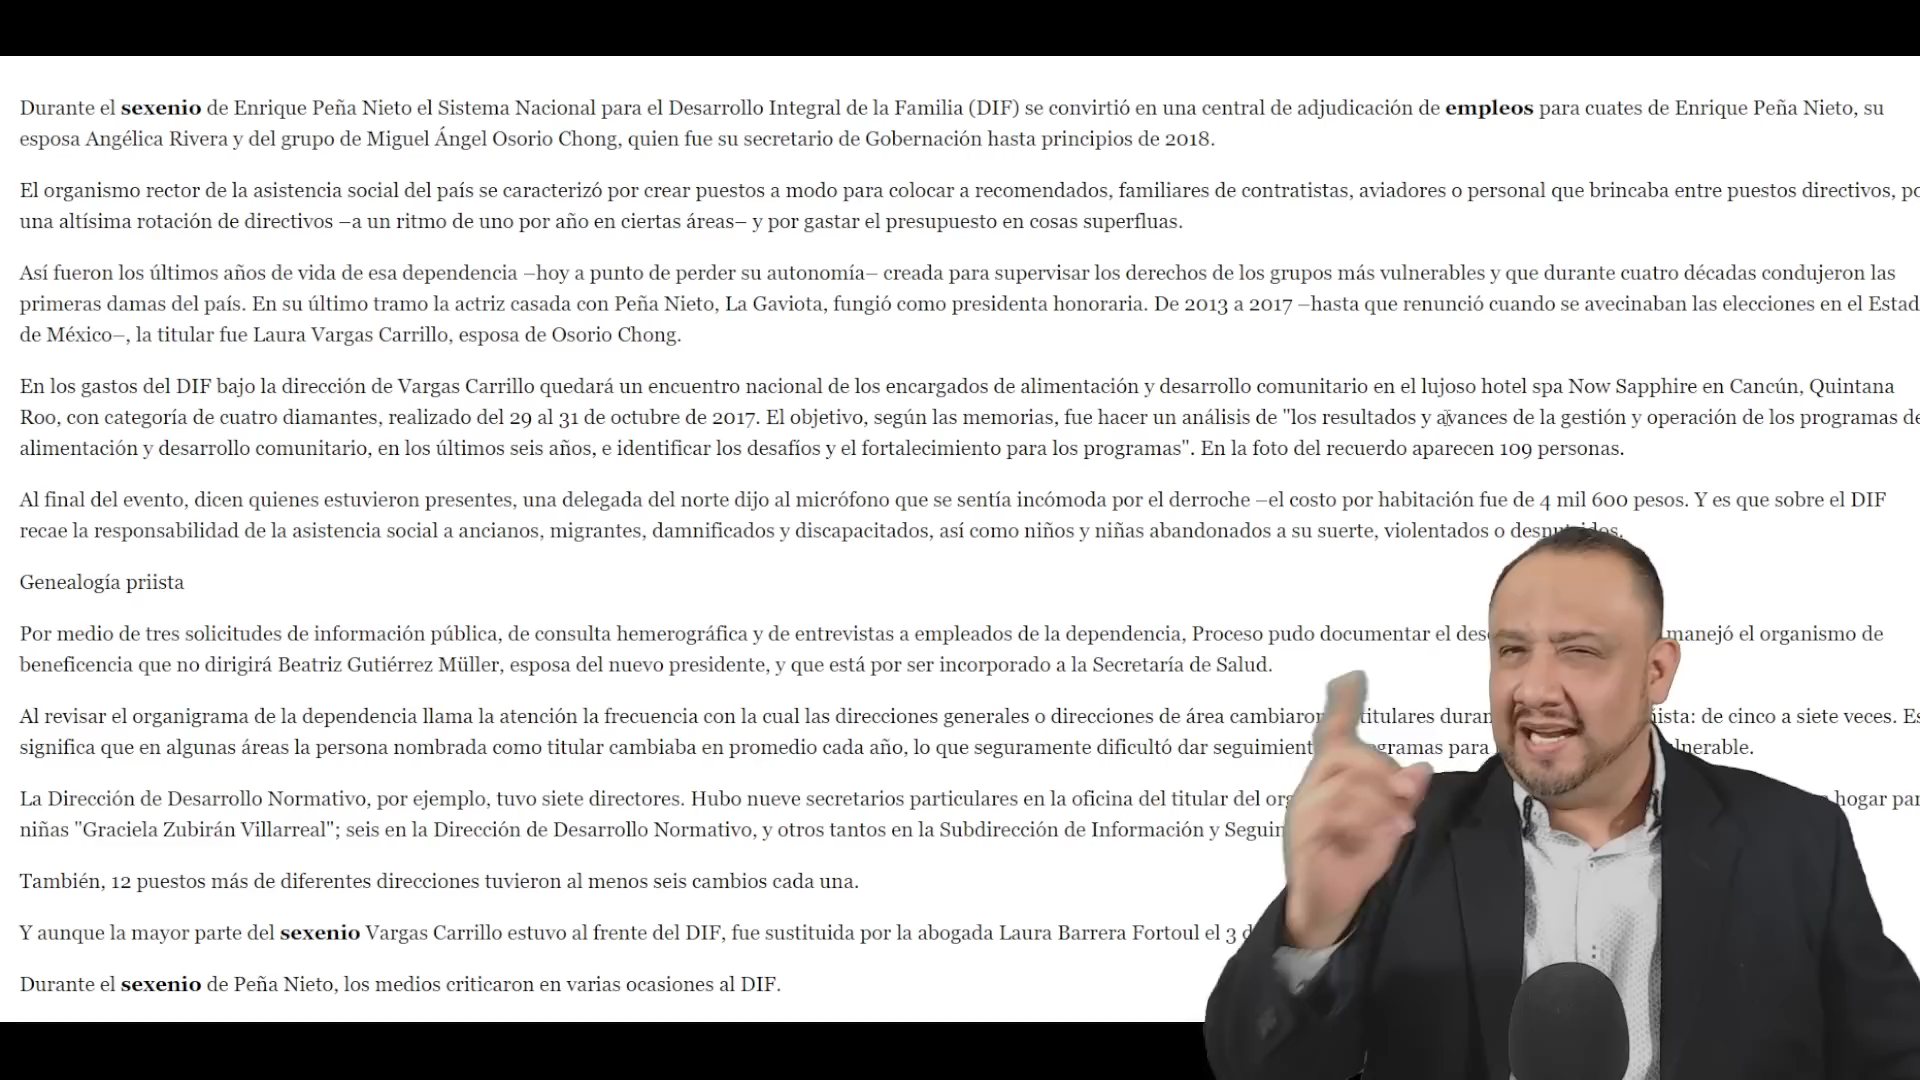 Durante el sexenio de Enrique Peña Nieto el Sistema Nacional para el Desarrollo Integral de la Familia (DIF) se convirtió en una central de adjudicación de empleos para cuates de Enrique Peña Nieto, su
esposa Angélica Rivera y del grupo de Miguel Ángel Osorio Chong, quien fue su secretario de Gobernación hasta principios de 2018.
El organismo rector de la asistencia social del país se caracterizó por crear puestos a modo para colocar a recomendados, familiares de contratistas, aviadores o personal que brincaba entre puestos directivos,
una altísima rotación de directivos –a un ritmo de uno por año en ciertas áreas– y por gastar el presupuesto en cosas superfluas.
Así fueron los últimos años de vida de esa dependencia –hoy a punto de perder su autonomía– creada para supervisar los derechos de los grupos más vulnerables y que durante cuatro décadas condujeron las
primeras damas del país. En su último tramo la actriz casada con Peña Nieto, La Gaviota, fungió como presidenta honoraria. De 2013 a 2017 –hasta que renunció cuando se avecinaban las elecciones en el Estad
de México–, la titular fue Laura Vargas Carrillo, esposa de Osorio Chong.
En los gastos del DIF bajo la dirección de Vargas Carrillo quedará un encuentro nacional de los encargados de alimentación y desarrollo comunitario en el lujoso hotel spa Now Sapphire en Cancún, Quintana
Roo, con categoría de cuatro diamantes, realizado del 29 al 31 de octubre de 2017. El objetivo, según las memorias, fue hacer un análisis de "los resultados y avances de la gestión y operación de los programas de
alimentación y desarrollo comunitario, en los últimos seis años, e identificar los desafíos y el fortalecimiento para los programas". En la foto del recuerdo aparecen 109 personas.
Al final del evento, dicen quienes estuvieron presentes, una delegada del norte dijo al micrófono que se sentía incómoda por el derroche –el costo por habitación fue de 4 mil 600 pesos. Y es que sobre el DIF
recae la responsabilidad de la asistencia social a ancianos, migrantes, damnificados y discapacitados, así como niños y niñas abandonados a su suerte, violentados o desnutridos.
Genealogía priista
Por medio de tres solicitudes de información pública, de consulta hemerográfica y de entrevistas a empleados de la dependencia, Proceso pudo documentar el manejó el organismo de
beneficencia que no dirigirá Beatriz Gutiérrez Müller, esposa del nuevo presidente, y que está por ser incorporado a la Secretaría de Salud.
Al revisar el organigrama de la dependencia llama la atención la frecuencia con la cual las direcciones generales o direcciones de área cambiaron titulares : de cinco a siete veces.
significa que en algunas áreas la persona nombrada como titular cambiaba en promedio cada año, lo que seguramente dificultó dar para
La Dirección de Desarrollo Normativo, por ejemplo, tuvo siete directores. Hubo nueve secretarios particulares en la oficina del titular del hogar
niñas "Graciela Zubirán Villarreal"; seis en la Dirección de Desarrollo Normativo, y otros tantos en la Subdirección de Información y
También, 12 puestos más de diferentes direcciones tuvieron al menos seis cambios cada una.
Y aunque la mayor parte del sexenio Vargas Carrillo estuvo al frente del DIF, fue sustituida por la abogada Laura Barrera Fortoul el 3
Durante el sexenio de Peña Nieto, los medios criticaron en varias ocasiones al DIF.